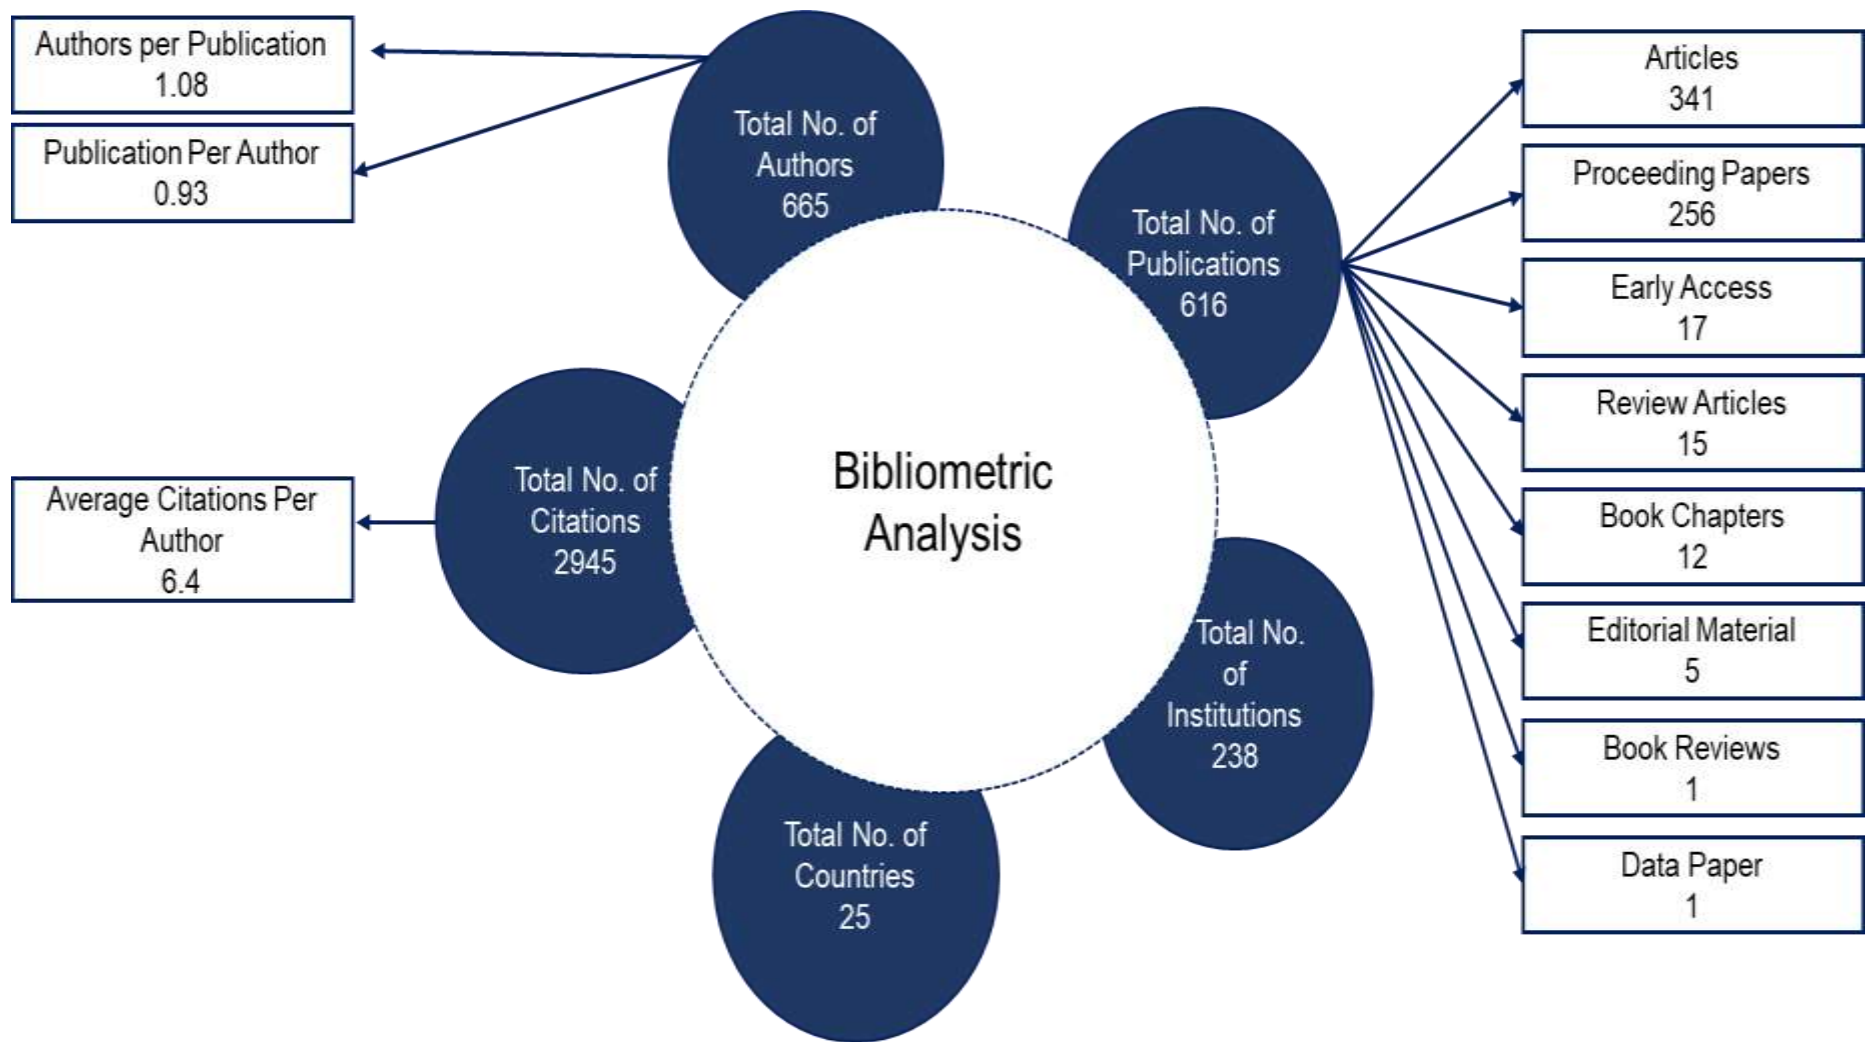 Authors per Publication
1.08
Publication Per Author
0.93
Total No. of
Authors
665
Total No. of
Publications
616
Articles
341
Proceeding Papers
256
Early Access
17
Review Articles
15
Book Chapters
12
Editorial Material
5
Book Reviews
1
Data Paper
1
Bibliometric
Analysis
Total No. of
Citations
2945
Average Citations Per
Author
6.4
Total No.
of
Institutions
238
Total No. of
Countries
25